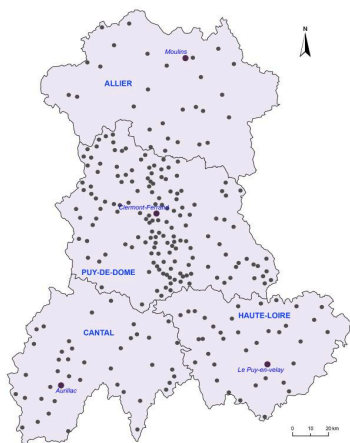 N
Moulins
ALLIER
Clermont-Ferrand
PUY-DE-DOME
HAUTE-LOIRE
CANTAL
Le Puy-en-velay
Aurillac
0 10 20 km